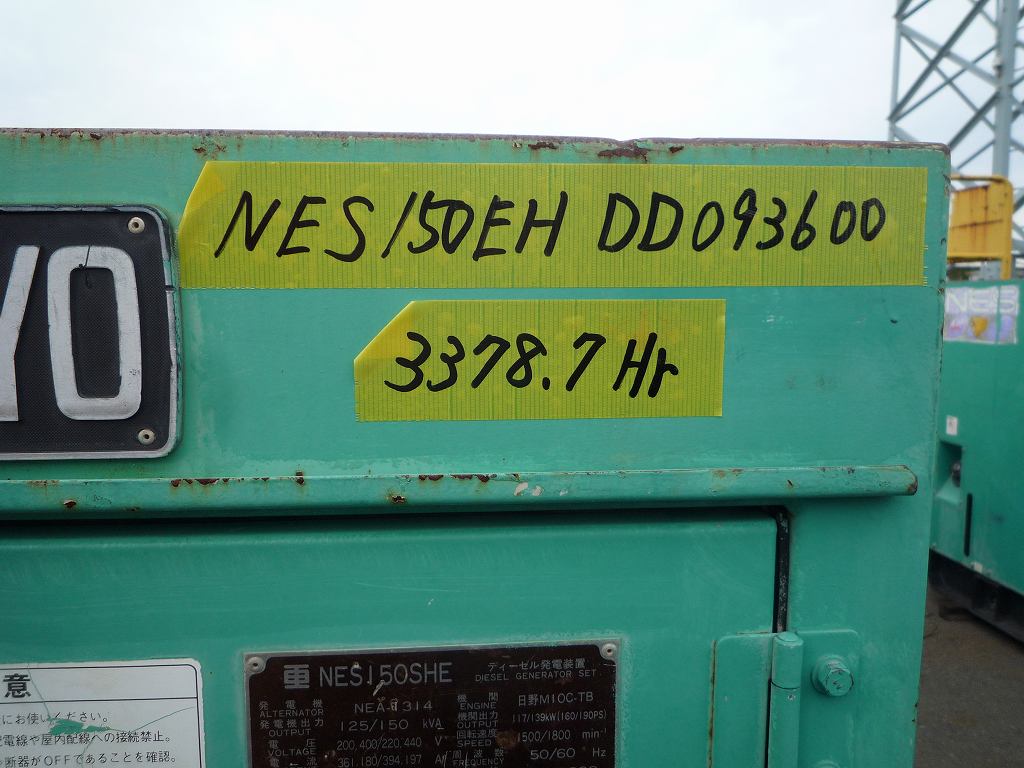 NES150EH DD093600
3378.7 Hr
YO
NES
意
にお使いください。
配電線や屋内配線への接続禁止。
断器がOFFであることを確認。
NES150SHE
ディーゼル発電装置
DIESEL GENERATOR SET
発電機 ALTERNATOR NEA-1314
機関 ENGINE 日野M10C-TB
発電機出力 OUTPUT 125/150 kVA
機関出力 OUTPUT 117/139kW(160/190PS)
電圧 VOLTAGE 200,400/220,440 V
回転速度 SPEED 1500/1800 min⁻¹
電流 361,180/394,197 A
周波数 FREQUENCY 50/60 Hz